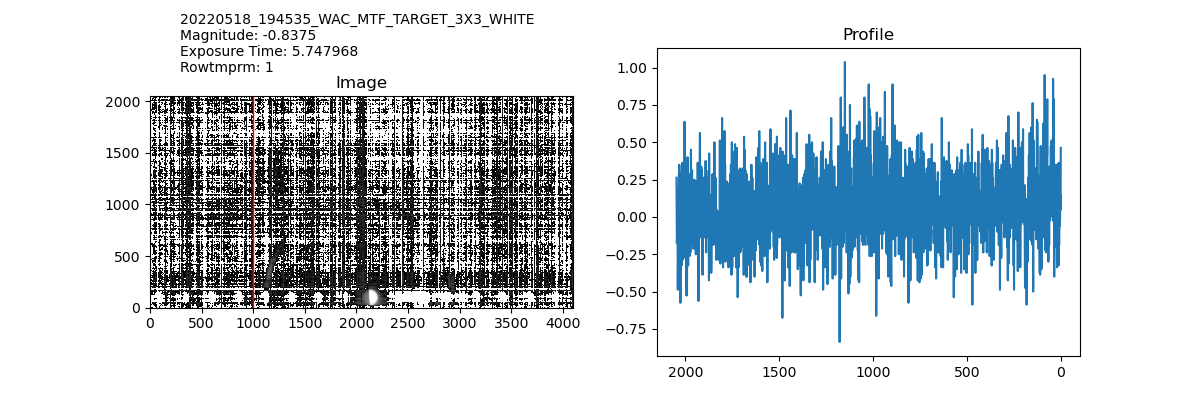 20220518_194535_WAC_MTF_TARGET_3X3_WHITE
Magnitude: -0.8375
Exposure Time: 5.747968
Rowtmprm: 1
Image
2000
1500
1000
500
0
0 500 1000 1500 2000 2500 3000 3500 4000
Profile
1.00
0.75
0.50
0.25
0.00
−0.25
−0.50
−0.75
2000 1500 1000 500 0